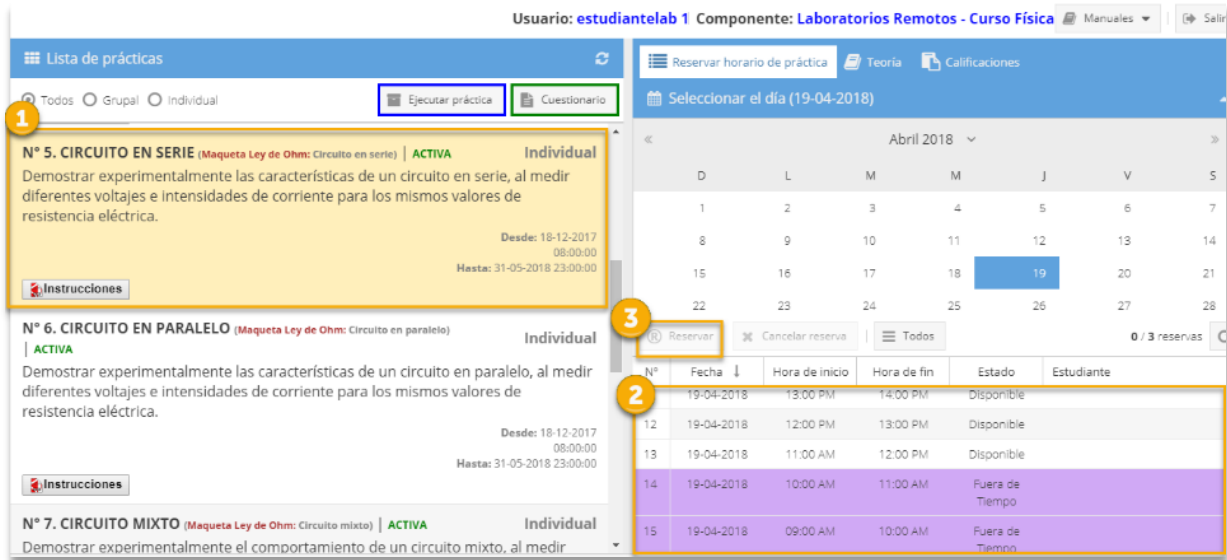 Usuario: estudiantelab 1 Componente: Laboratorios Remotos - Curso Física Manuales Salir
Lista de prácticas
Todos Grupal Individual Ejecutar práctica Cuestionario
1
N° 5. CIRCUITO EN SERIE (Maqueta Ley de Ohm: Circuito en serie) | ACTIVA Individual
Demostrar experimentalmente las características de un circuito en serie, al medir
diferentes voltajes e intensidades de corriente para los mismos valores de
resistencia eléctrica.
Desde: 18-12-2017
08:00:00
Hasta: 31-05-2018 23:00:00
Instrucciones
N° 6. CIRCUITO EN PARALELO (Maqueta Ley de Ohm: Circuito en paralelo)
| ACTIVA Individual
Demostrar experimentalmente las características de un circuito en paralelo, al medir
diferentes voltajes e intensidades de corriente para los mismos valores de
resistencia eléctrica.
Desde: 18-12-2017
08:00:00
Hasta: 31-05-2018 23:00:00
Instrucciones
N° 7. CIRCUITO MIXTO (Maqueta Ley de Ohm: Circuito mixto) | ACTIVA Individual
Demostrar experimentalmente el comportamiento de un circuito mixto, al medir
Reservar horario de práctica Teoría Calificaciones
Seleccionar el día (19-04-2018)
« Abril 2018 »
D L M M J V S
1 2 3 4 5 6 7
8 9 10 11 12 13 14
15 16 17 18 19 20 21
22 23 24 25 26 27 28
3
® Reservar Cancelar reserva Todos 0 / 3 reservas
N° Fecha ↓ Hora de inicio Hora de fin Estado Estudiante
2
19-04-2018 13:00 PM 14:00 PM Disponible
12 19-04-2018 12:00 PM 13:00 PM Disponible
13 19-04-2018 11:00 AM 12:00 PM Disponible
14 19-04-2018 10:00 AM 11:00 AM Fuera de
Tiempo
15 19-04-2018 09:00 AM 10:00 AM Fuera de
Tiempo